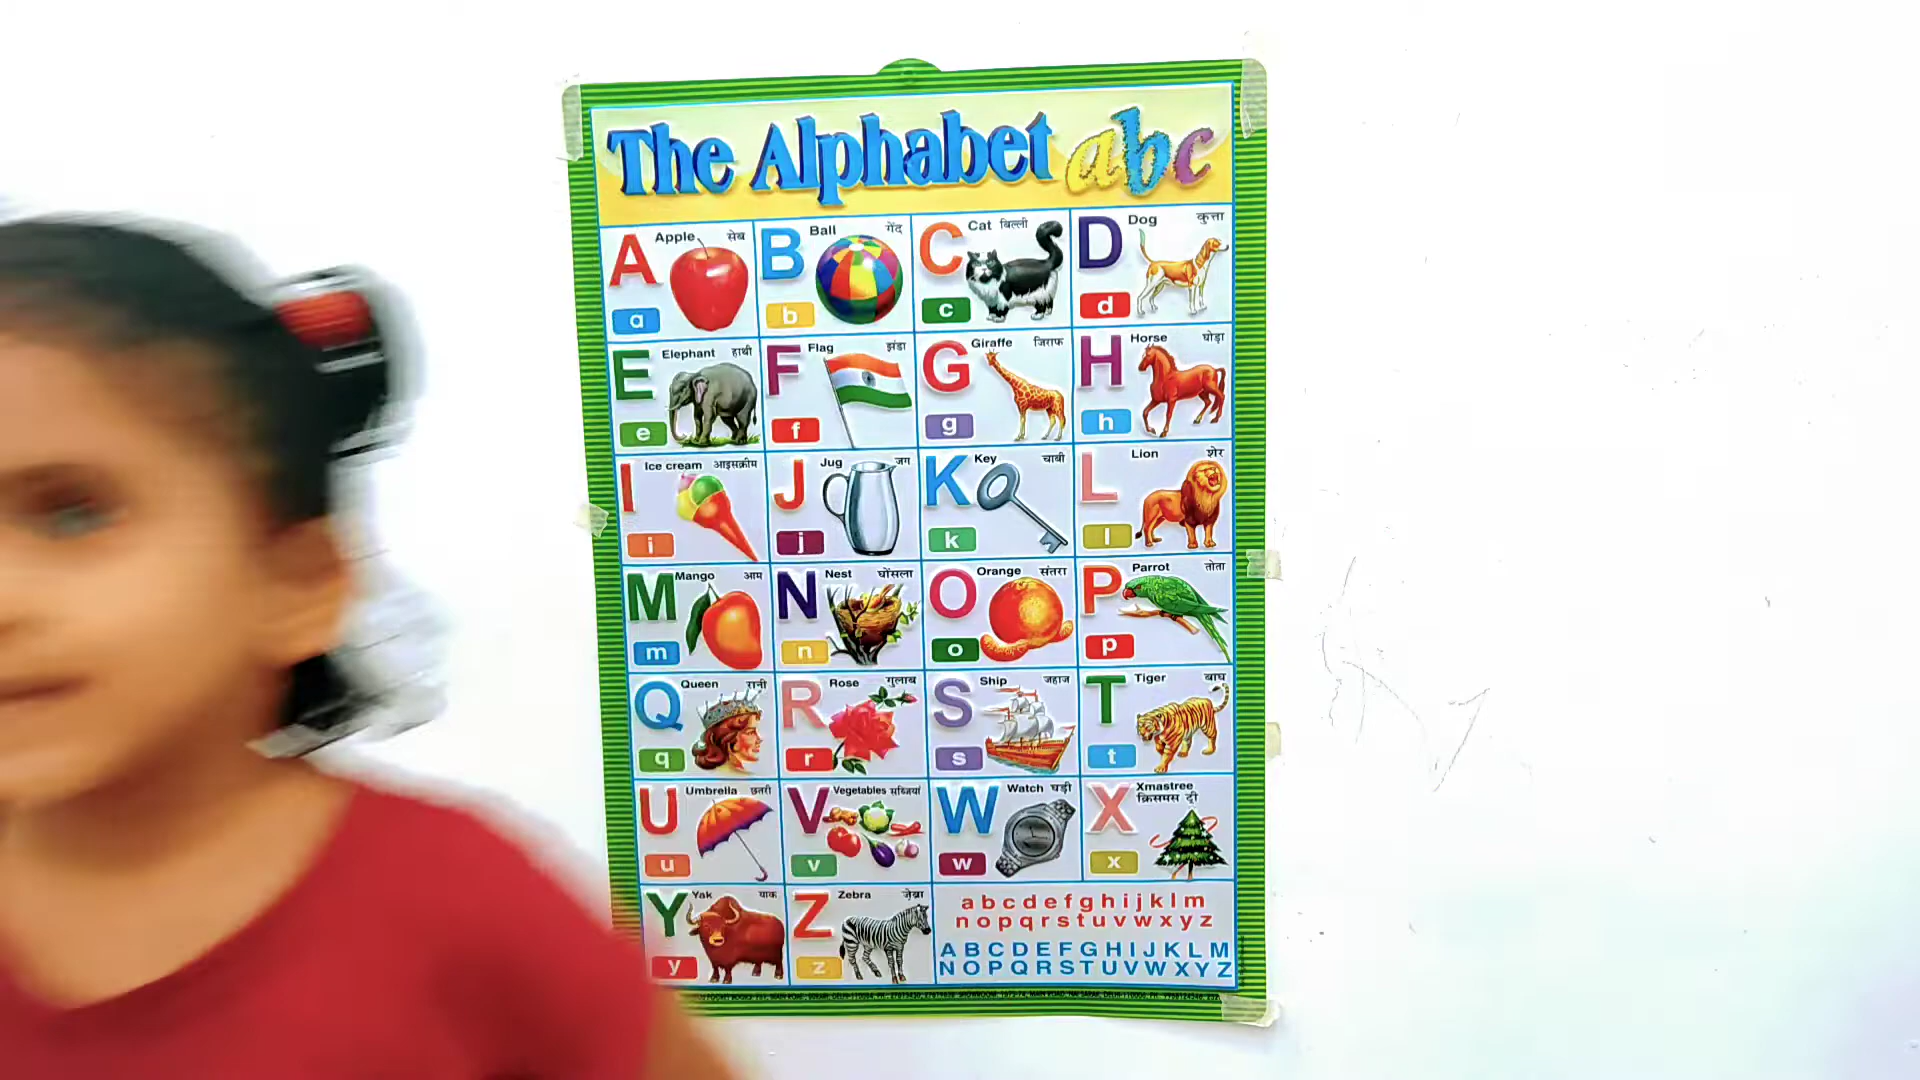 The Alphabet abc
A Apple सेब a
B Ball गेंद b
C Cat बिल्ली c
D Dog कुत्ता d
E Elephant हाथी e
F Flag झंडा f
G Giraffe जिराफ g
H Horse घोड़ा h
I Ice cream आइसक्रीम i
J Jug जग j
K Key चाबी k
L Lion शेर l
M Mango आम m
N Nest घोंसला n
O Orange संतरा o
P Parrot तोता p
Q Queen रानी q
R Rose गुलाब r
S Ship जहाज s
T Tiger बाघ t
U Umbrella छतरी u
V Vegetables सब्जियां v
W Watch घड़ी w
X Xmastree क्रिसमस ट्री x
Y Yak याक y
Z Zebra ज़ेब्रा z
a b c d e f g h i j k l m
n o p q r s t u v w x y z
A B C D E F G H I J K L M
N O P Q R S T U V W X Y Z